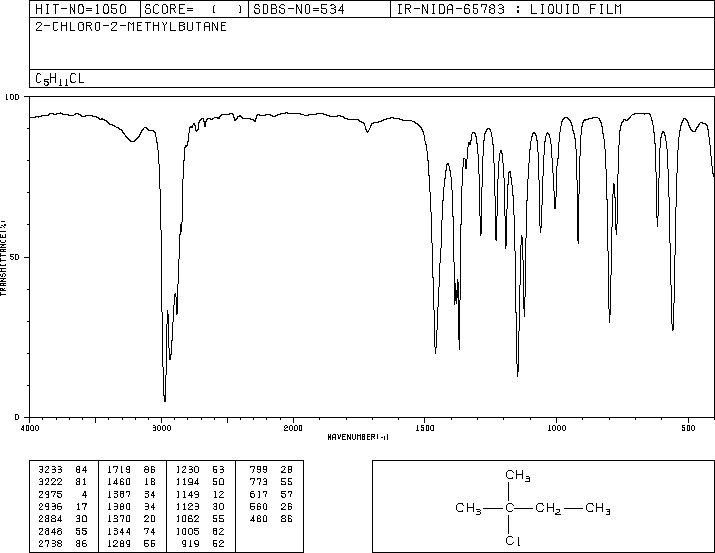 HIT-NO=1050 SCORE= ( ) SDBS-NO=534 IR-NIDA-65783 : LIQUID FILM
2-CHLORO-2-METHYLBUTANE
C5H11CL
100
50
0
TRANSMITTANCE(%)
4000 3000 2000 1500 1000 500
WAVENUMBER(-1)
3233 84 1719 86 1230 53 799 28
3222 81 1460 18 1194 50 773 55
2975 4 1387 34 1149 12 617 57
2936 17 1380 34 1123 30 560 26
2884 30 1370 20 1062 55 480 86
2846 55 1344 74 1005 62
2738 86 1289 55 919 52
CH3
CH3 C CH2 CH3
Cl